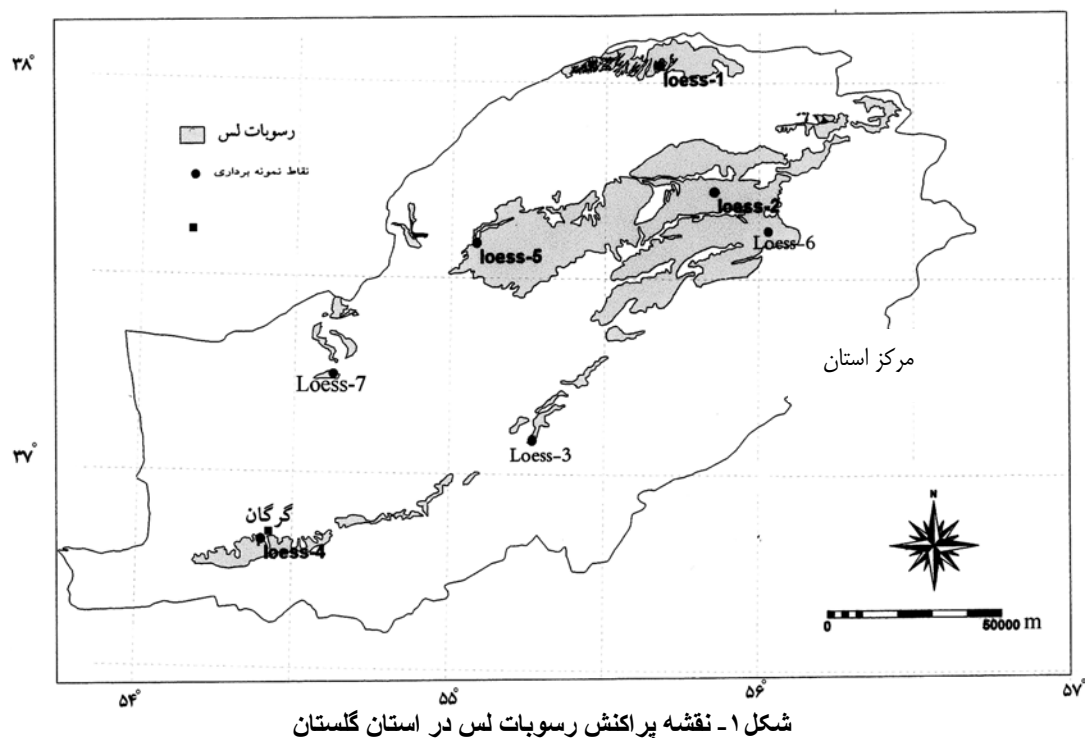 ۳۸°
loess-1
رسوبات لس
نقاط نمونه برداری
loess-2
Loess-6
loess-5
مرکز استان
Loess-7
۳۷°
Loess-3
گرگان
loess-4
N
0 50000 m
۵۴° ۵۵° ۵۶° ۵۷°
شکل۱- نقشه پراکنش رسوبات لس در استان گلستان